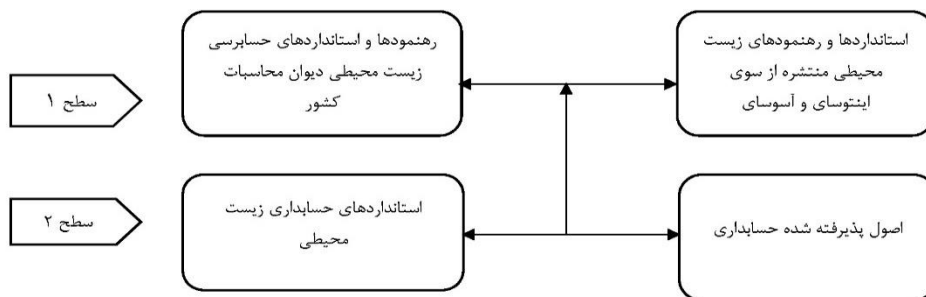 استانداردها و رهنمودهای زیست
محیطی منتشره از سوی
اینتوسای و آسوسای
رهنمودها و استانداردهای حسابرسی
زیست محیطی دیوان محاسبات
کشور
سطح ۱
اصول پذیرفته شده حسابداری
استانداردهای حسابداری زیست
محیطی
سطح ۲